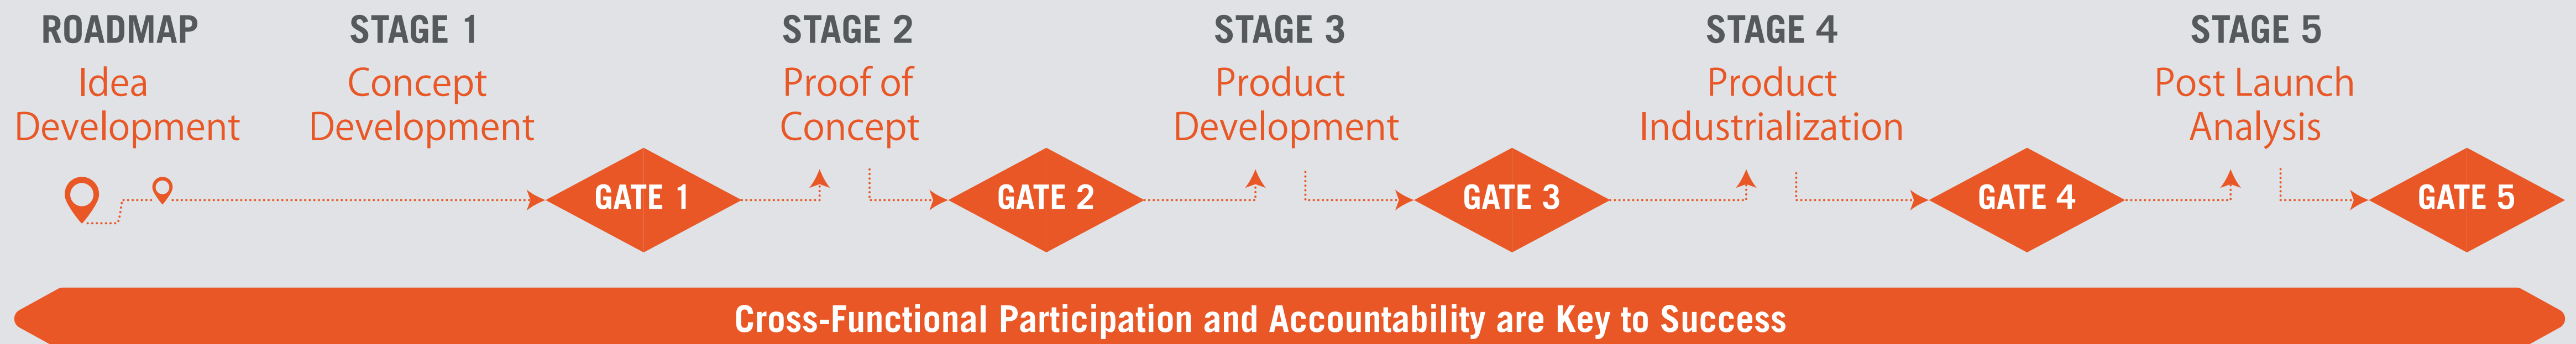 ROADMAP
Idea
Development
STAGE 1
Concept
Development
GATE 1
STAGE 2
Proof of
Concept
GATE 2
STAGE 3
Product
Development
GATE 3
STAGE 4
Product
Industrialization
GATE 4
STAGE 5
Post Launch
Analysis
GATE 5
Cross-Functional Participation and Accountability are Key to Success